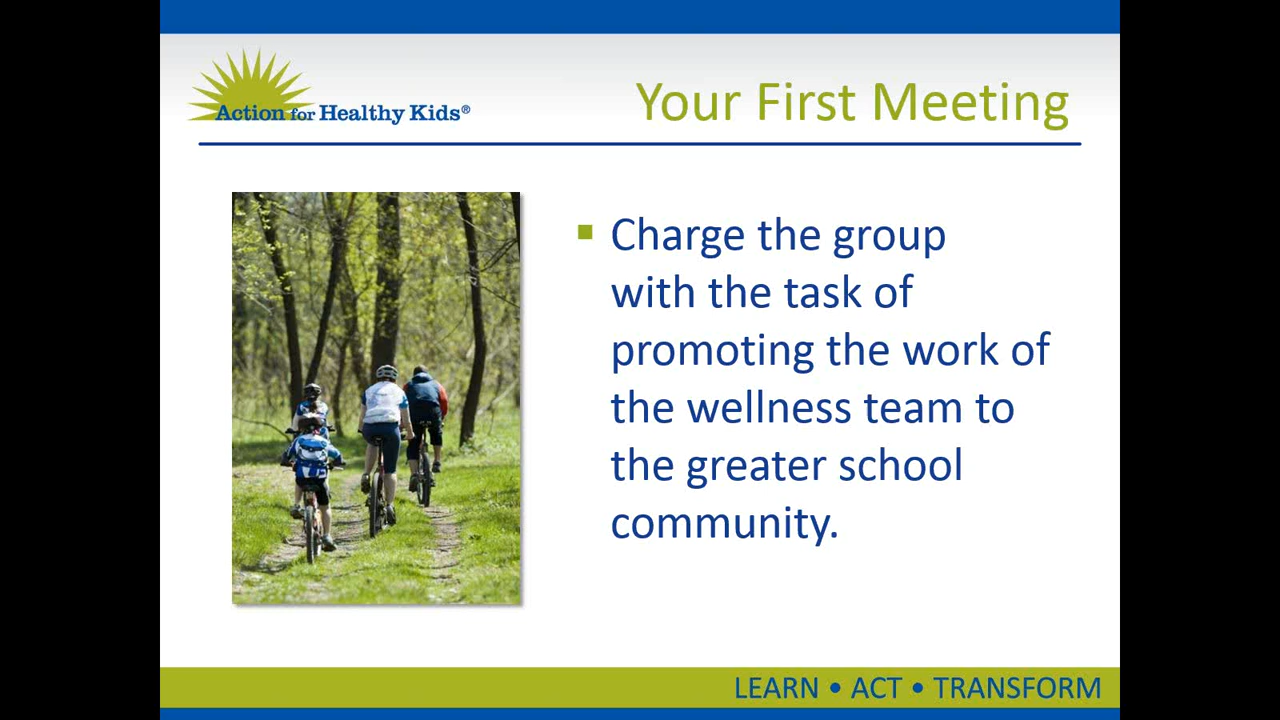 Action for Healthy Kids®
Your First Meeting
Charge the group
with the task of
promoting the work of
the wellness team to
the greater school
community.
LEARN • ACT • TRANSFORM